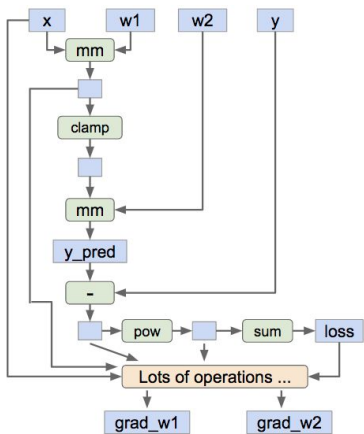 x w1 w2 y
mm
clamp
mm
y_pred
-
pow sum loss
Lots of operations ...
grad_w1 grad_w2